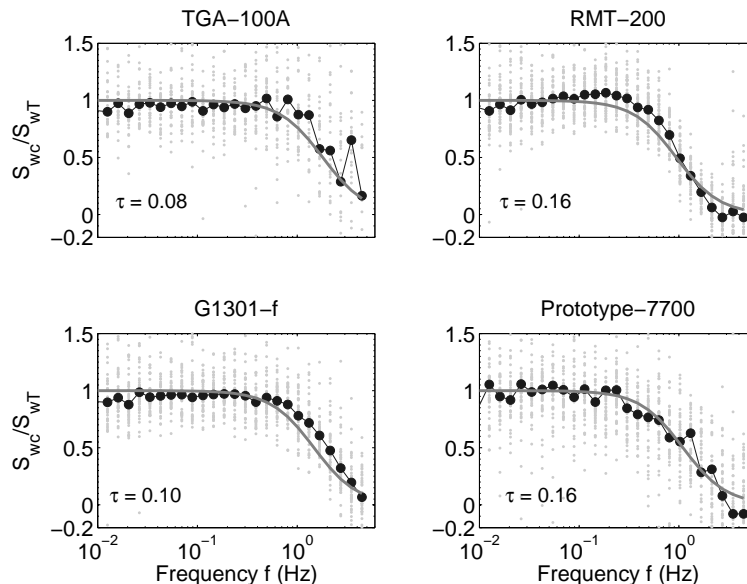 TGA−100A
RMT−200
1.5
1
0.5
0
−0.2
S_wc/S_wT
τ = 0.08
1.5
1
0.5
0
−0.2
τ = 0.16
G1301−f
Prototype−7700
1.5
1
0.5
0
−0.2
S_wc/S_wT
τ = 0.10
10^−2 10^−1 10^0
Frequency f (Hz)
1.5
1
0.5
0
−0.2
τ = 0.16
10^−2 10^−1 10^0
Frequency f (Hz)